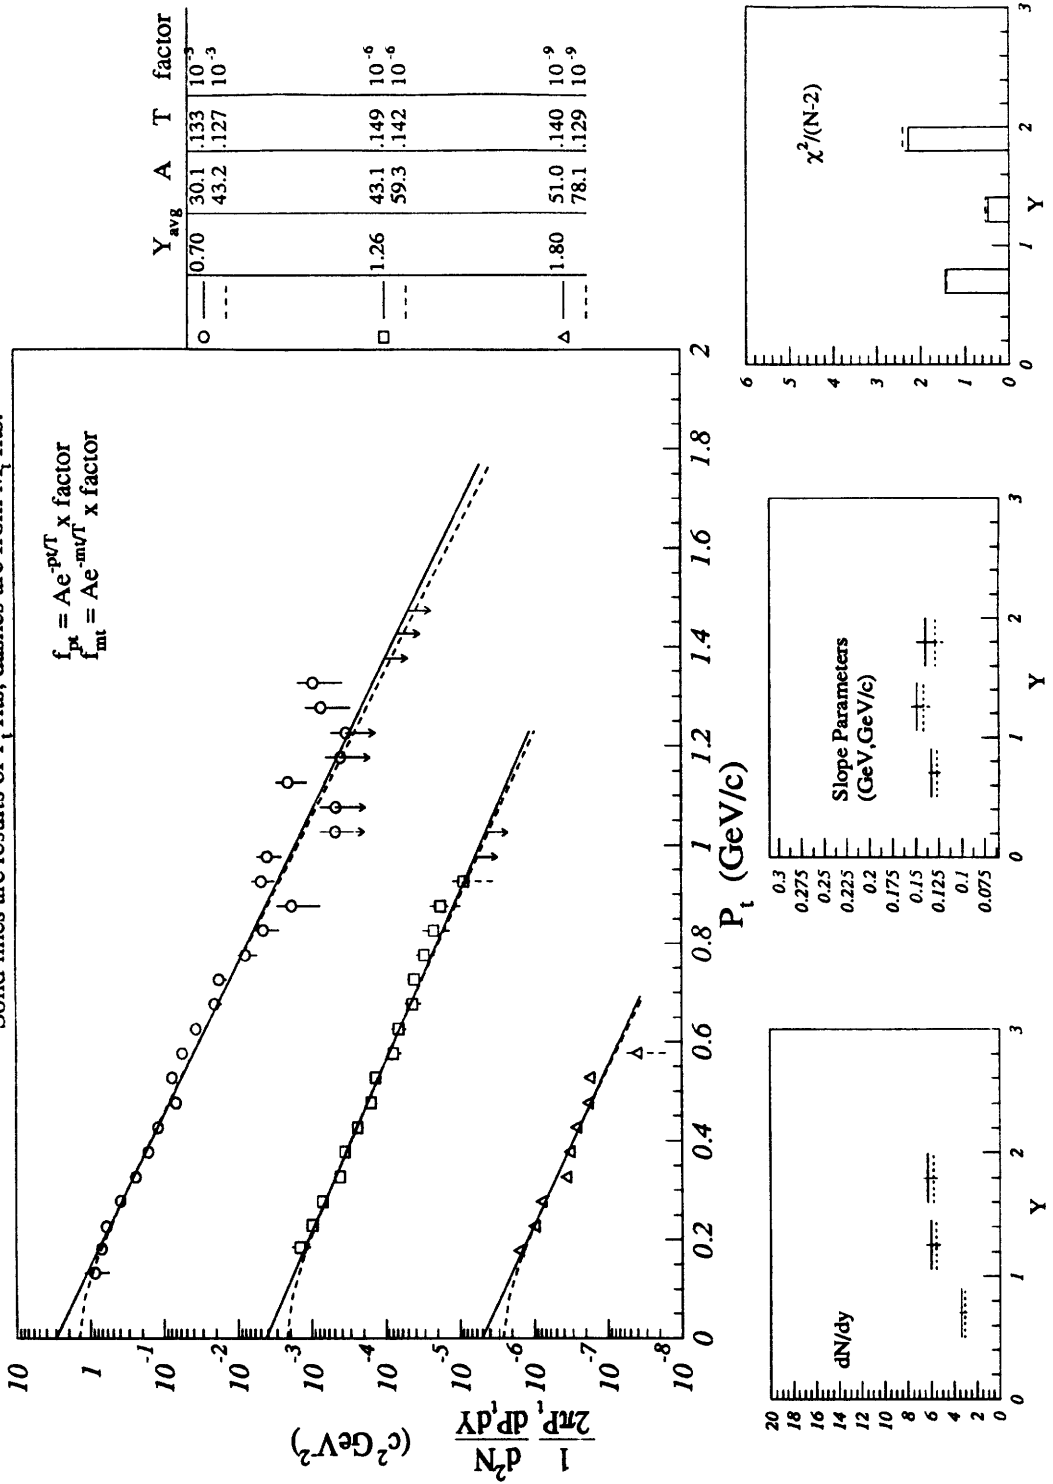 Solid lines are results of P_t fits, dashes are from M_t fits.
f_pt = Ae^-pt/T x factor
f_mt = Ae^-mt/T x factor
Y_avg A T factor
0.70 30.1 .133 10^-3
43.2 .127 10^-3
1.26 43.1 .149 10^-6
59.3 .142 10^-6
1.80 51.0 .140 10^-9
78.1 .129 10^-9
1/2πP_t d²N/dP_t dY (c²GeV^-2)
10
1
10^-1
10^-2
10^-3
10^-4
10^-5
10^-6
10^-7
10^-8
0 0.2 0.4 0.6 0.8 1 1.2 1.4 1.6 1.8 2
P_t (GeV/c)
dN/dy
20
18
16
14
12
10
8
6
4
2
0
0 1 2 3
Y
Slope Parameters
(GeV,GeV/c)
0.3
0.275
0.25
0.225
0.2
0.175
0.15
0.125
0.1
0.075
0 1 2 3
Y
χ²/(N-2)
6
5
4
3
2
1
0
0 1 2 3
Y